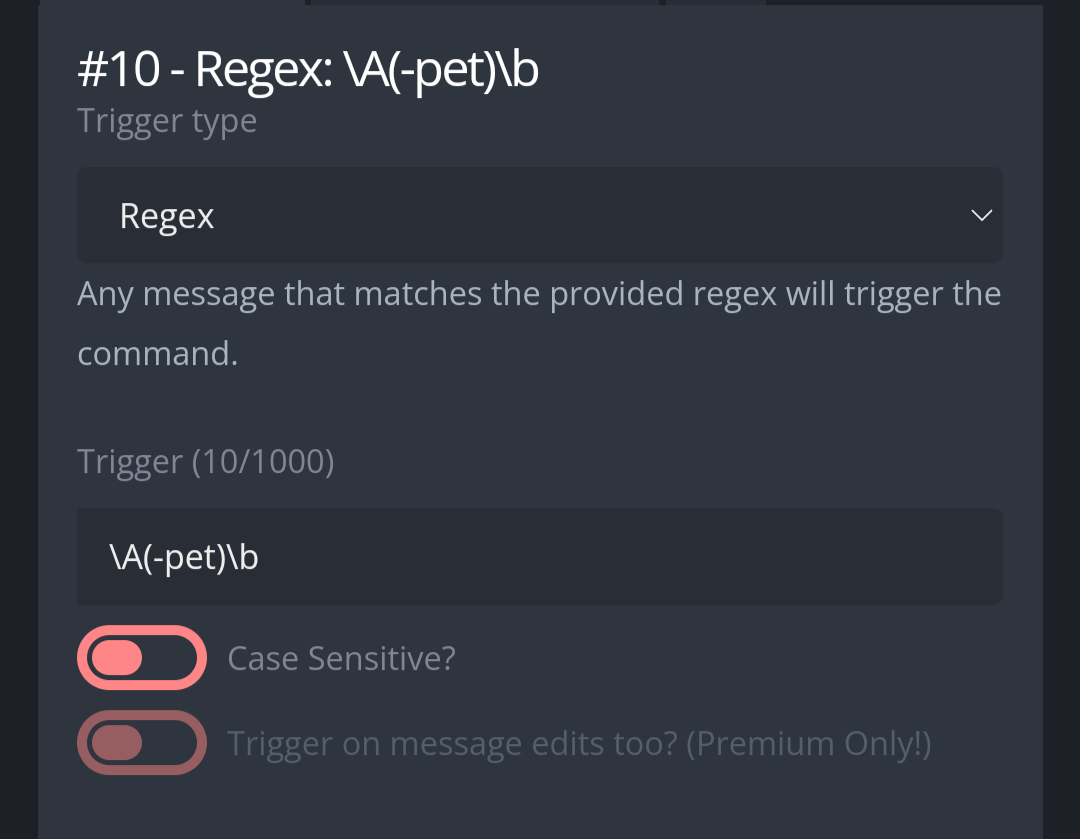 #10 - Regex: \A(-pet)\b
Trigger type
Regex
Any message that matches the provided regex will trigger the
command.
Trigger (10/1000)
\A(-pet)\b
Case Sensitive?
Trigger on message edits too? (Premium Only!)